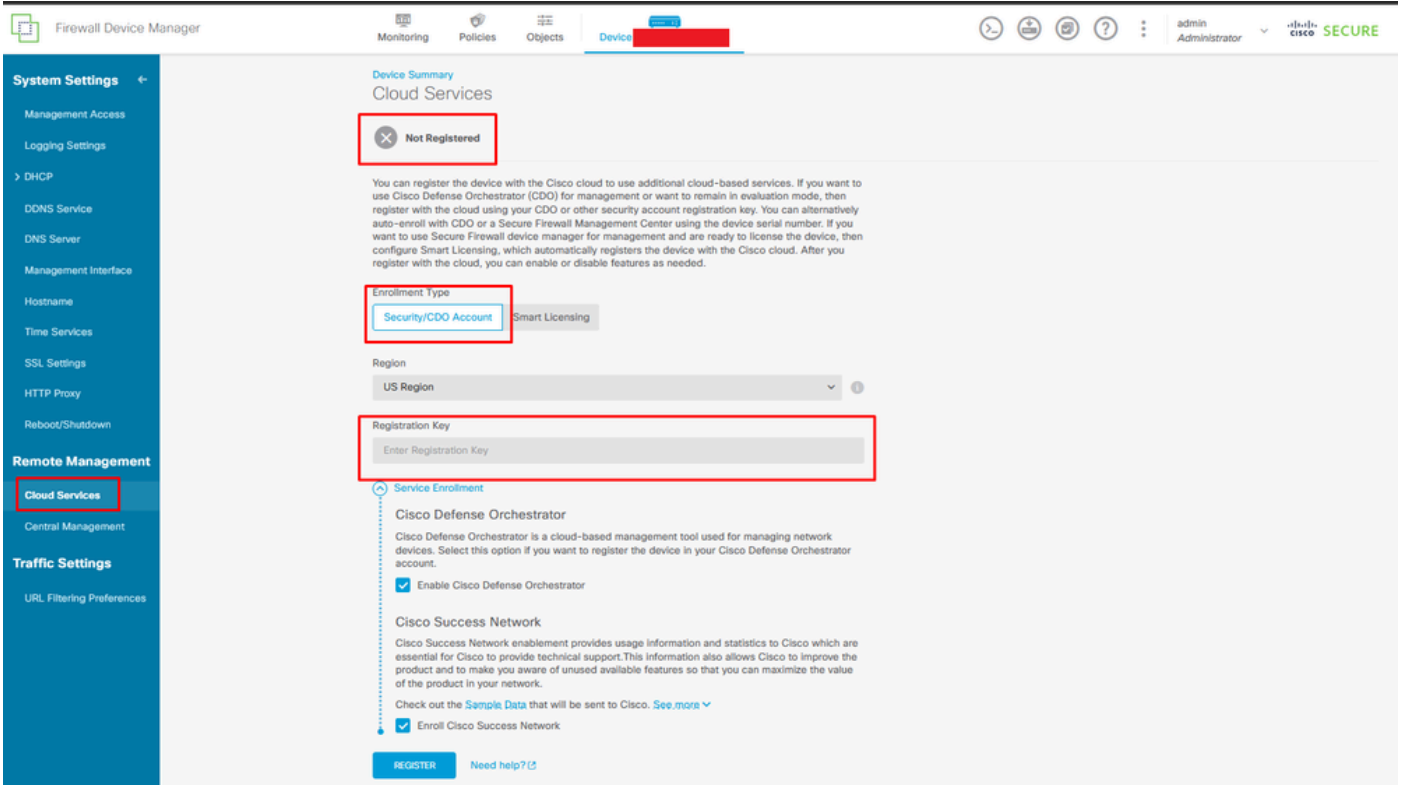 Firewall Device Manager
Monitoring
Policies
Objects
Device
admin
Administrator
cisco SECURE
System Settings
Management Access
Logging Settings
DHCP
DDNS Service
DNS Server
Management Interface
Hostname
Time Services
SSL Settings
HTTP Proxy
Reboot/Shutdown
Remote Management
Cloud Services
Central Management
Traffic Settings
URL Filtering Preferences
Device Summary
Cloud Services
Not Registered
You can register the device with the Cisco cloud to use additional cloud-based services. If you want to
use Cisco Defense Orchestrator (CDO) for management or want to remain in evaluation mode, then
register with the cloud using your CDO or other security account registration key. You can alternatively
auto-enroll with CDO or a Secure Firewall Management Center using the device serial number. If you
want to use Secure Firewall device manager for management and are ready to license the device, then
configure Smart Licensing, which automatically registers the device with the Cisco cloud. After you
register with the cloud, you can enable or disable features as needed.
Enrollment Type
Security/CDO Account
Smart Licensing
Region
US Region
Registration Key
Enter Registration Key
Service Enrollment
Cisco Defense Orchestrator
Cisco Defense Orchestrator is a cloud-based management tool used for managing network
devices. Select this option if you want to register the device in your Cisco Defense Orchestrator
account.
Enable Cisco Defense Orchestrator
Cisco Success Network
Cisco Success Network enablement provides usage information and statistics to Cisco which are
essential for Cisco to provide technical support.This information also allows Cisco to improve the
product and to make you aware of unused available features so that you can maximize the value
of the product in your network.
Check out the Sample Data that will be sent to Cisco. See more
Enroll Cisco Success Network
REGISTER
Need help?